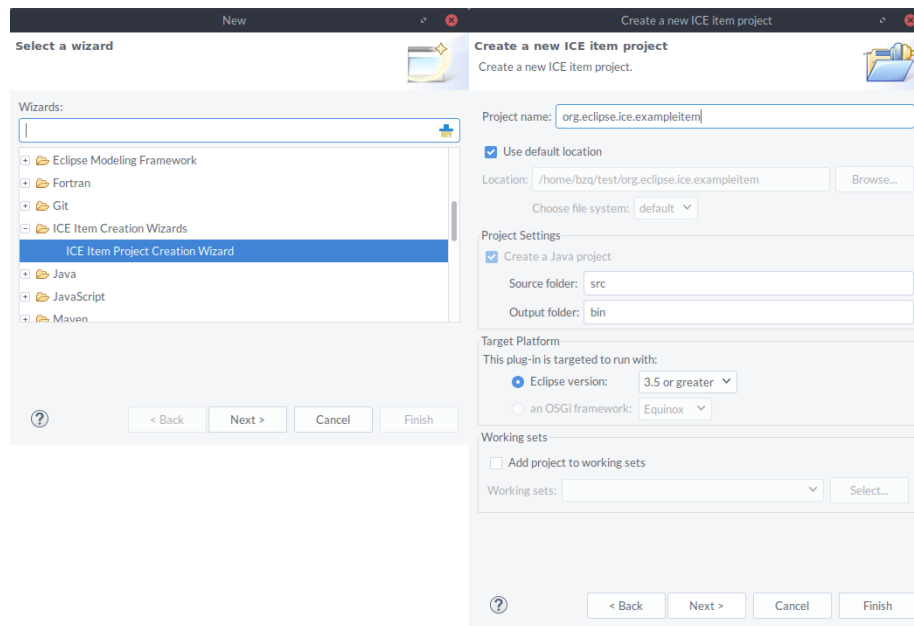 New
Select a wizard
Wizards:
Eclipse Modeling Framework
Fortran
Git
ICE Item Creation Wizards
ICE Item Project Creation Wizard
Java
JavaScript
Maven
< Back
Next >
Cancel
Finish
Create a new ICE item project
Create a new ICE item project
Create a new ICE item project.
Project name: org.eclipse.ice.exampleitem
Use default location
Location: /home/bzq/test/org.eclipse.ice.exampleitem Browse...
Choose file system: default
Project Settings
Create a Java project
Source folder: src
Output folder: bin
Target Platform
This plug-in is targeted to run with:
Eclipse version: 3.5 or greater
an OSGi framework: Equinox
Working sets
Add project to working sets
Working sets: Select...
< Back
Next >
Cancel
Finish